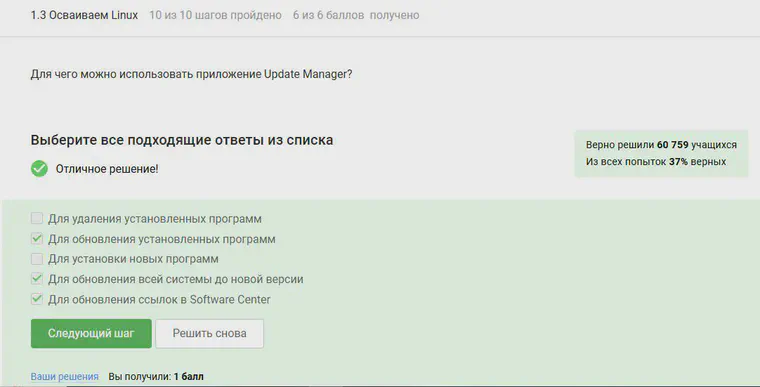 1.3 Осваиваем Linux 10 из 10 шагов пройдено 6 из 6 баллов получено
Для чего можно использовать приложение Update Manager?
Выберите все подходящие ответы из списка
Отличное решение!
Верно решили 60 759 учащихся
Из всех попыток 37% верных
Для удаления установленных программ
Для обновления установленных программ
Для установки новых программ
Для обновления всей системы до новой версии
Для обновления ссылок в Software Center
Следующий шаг Решить снова
Ваши решения Вы получили: 1 балл